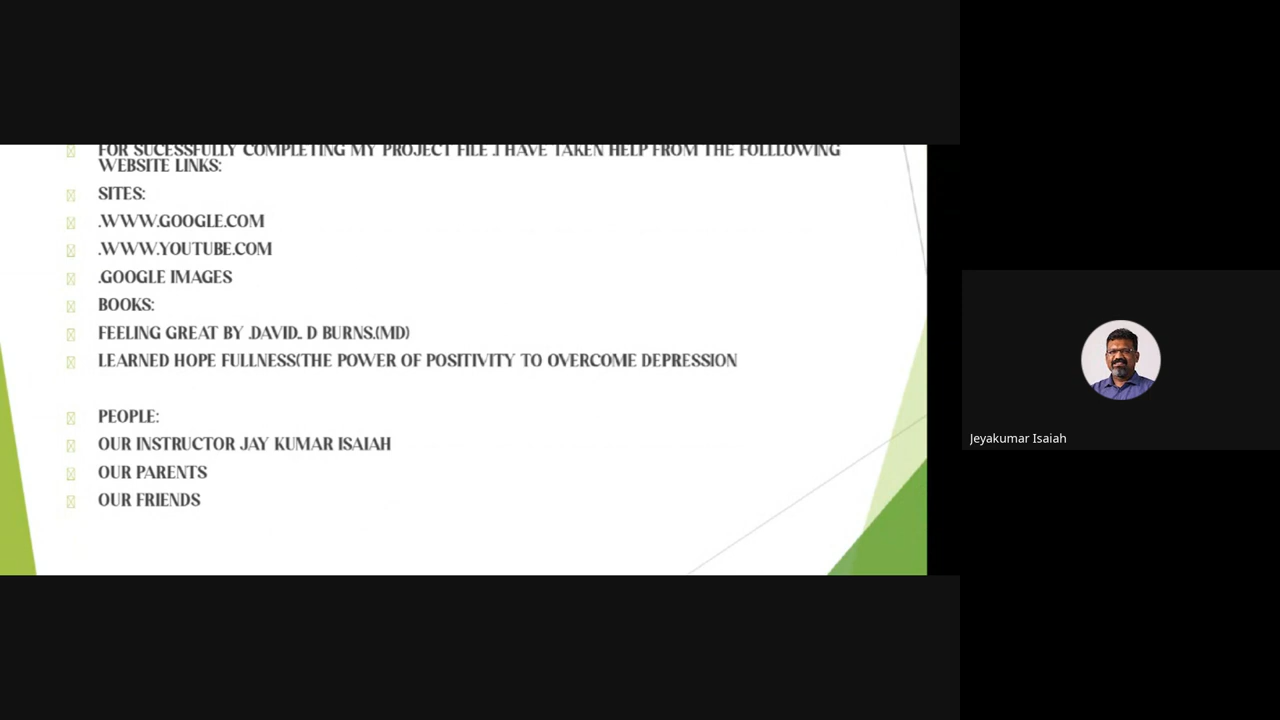 FOR SUCESSFULLY COMPLETING MY PROJECT FILE .I HAVE TAKEN HELP FROM THE FOLLLOWING
WEBSITE LINKS:
SITES:
.WWW.GOOGLE.COM
.WWW.YOUTUBE.COM
.GOOGLE IMAGES
BOOKS:
FEELING GREAT BY .DAVID.. D BURNS.(MD)
LEARNED HOPE FULLNESS(THE POWER OF POSITIVITY TO OVERCOME DEPRESSION
PEOPLE:
OUR INSTRUCTOR JAY KUMAR ISAIAH
OUR PARENTS
OUR FRIENDS
Jeyakumar Isaiah